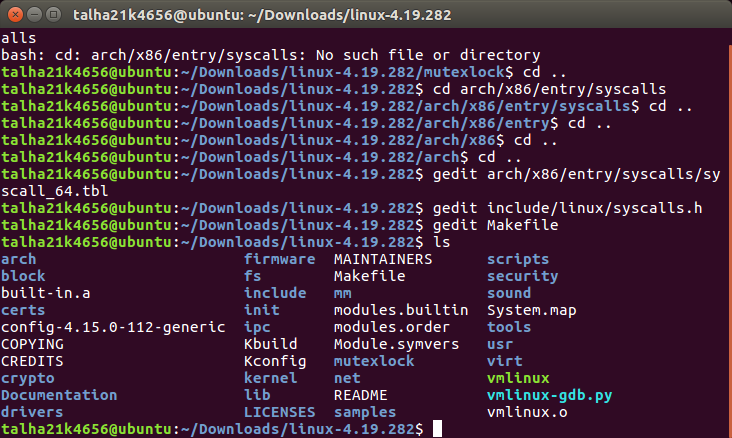 talha21k4656@ubuntu: ~/Downloads/linux-4.19.282
alls
bash: cd: arch/x86/entry/syscalls: No such file or directory
talha21k4656@ubuntu:~/Downloads/linux-4.19.282/mutexlock$ cd ..
talha21k4656@ubuntu:~/Downloads/linux-4.19.282$ cd arch/x86/entry/syscalls
talha21k4656@ubuntu:~/Downloads/linux-4.19.282/arch/x86/entry/syscalls$ cd ..
talha21k4656@ubuntu:~/Downloads/linux-4.19.282/arch/x86/entry$ cd ..
talha21k4656@ubuntu:~/Downloads/linux-4.19.282/arch/x86$ cd ..
talha21k4656@ubuntu:~/Downloads/linux-4.19.282/arch$ cd ..
talha21k4656@ubuntu:~/Downloads/linux-4.19.282$ gedit arch/x86/entry/syscalls/sy
scall_64.tbl
talha21k4656@ubuntu:~/Downloads/linux-4.19.282$ gedit include/linux/syscalls.h
talha21k4656@ubuntu:~/Downloads/linux-4.19.282$ gedit Makefile
talha21k4656@ubuntu:~/Downloads/linux-4.19.282$ ls
arch firmware MAINTAINERS scripts
block fs Makefile security
built-in.a include mm sound
certs init modules.builtin System.map
config-4.15.0-112-generic ipc modules.order tools
COPYING Kbuild Module.symvers usr
CREDITS Kconfig mutexlock virt
crypto kernel net vmlinux
Documentation lib README vmlinux-gdb.py
drivers LICENSES samples vmlinux.o
talha21k4656@ubuntu:~/Downloads/linux-4.19.282$